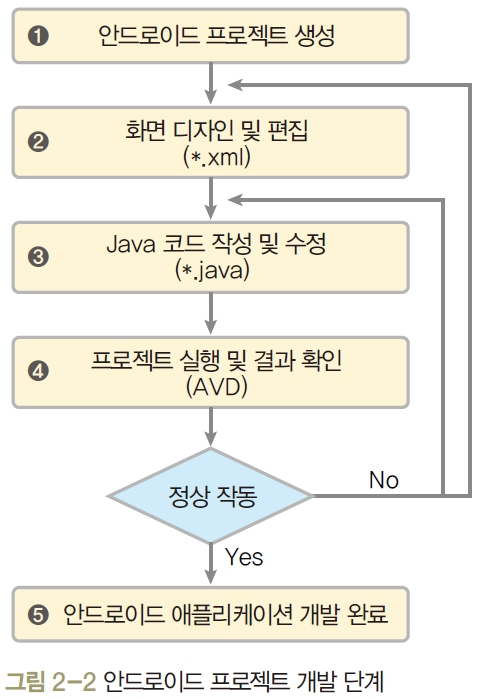 ❶ 안드로이드 프로젝트 생성
❷ 화면 디자인 및 편집
(*.xml)
❸ Java 코드 작성 및 수정
(*.java)
❹ 프로젝트 실행 및 결과 확인
(AVD)
정상 작동
No
Yes
❺ 안드로이드 애플리케이션 개발 완료
그림 2-2 안드로이드 프로젝트 개발 단계